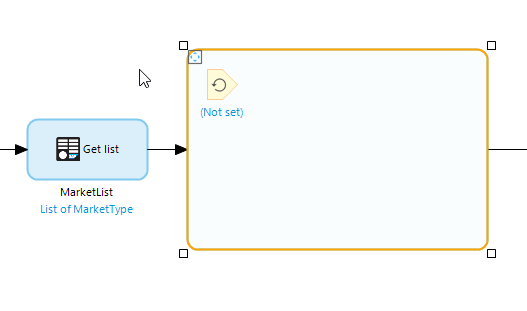 (Not set)
Get list
MarketList
List of MarketType